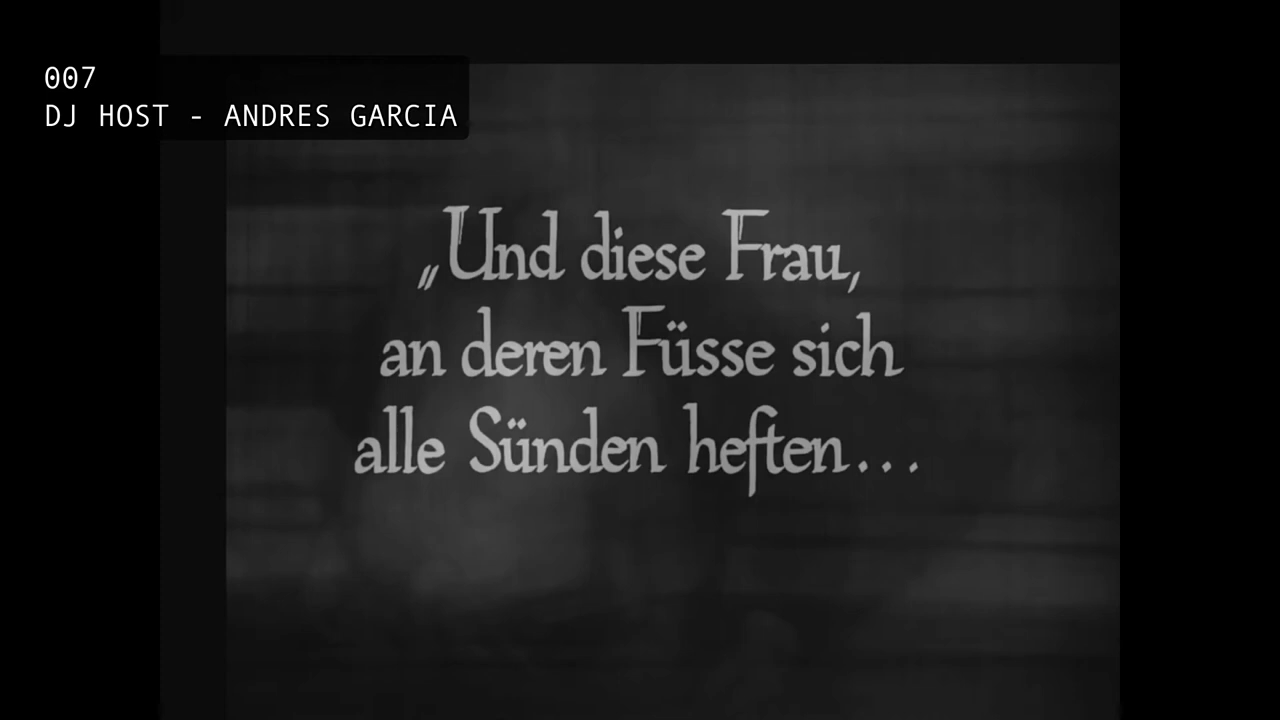 007
DJ HOST - ANDRES GARCIA
„Und diese Frau,
an deren Füsse sich
alle Sünden heften...